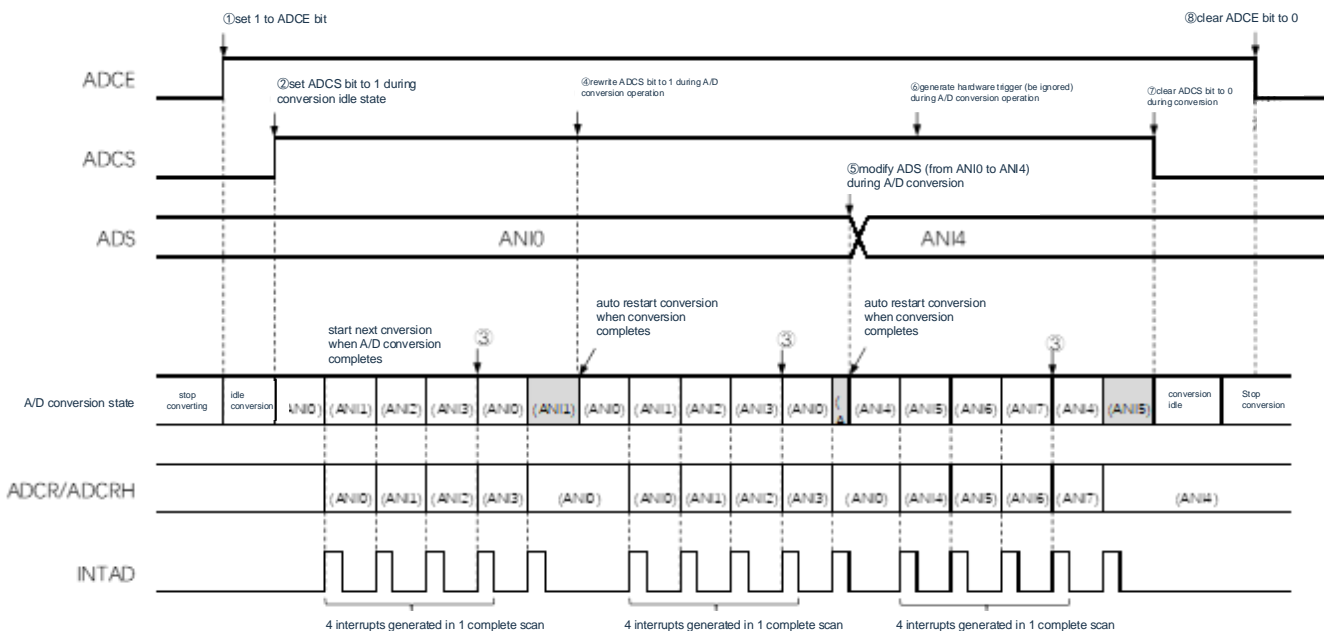 ①set 1 to ADCE bit
⑧clear ADCE bit to 0
ADCE
②set ADCS bit to 1 during
conversion idle state
④rewrite ADCS bit to 1 during A/D
conversion operation
⑥generate hardware trigger (be ignored)
during A/D conversion operation
⑦clear ADCS bit to 0
during conversion
ADCS
⑤modify ADS (from ANI0 to ANI4)
during A/D conversion
ADS
ANI0
ANI4
start next cnversion
when A/D conversion
completes
③
auto restart conversion
when conversion
completes
③
auto restart conversion
when conversion
completes
③
A/D conversion state
stop
converting
idle
conversion
ANI0) (ANI1) (ANI2) (ANI3) (ANI0) (ANI1) (ANI0) (ANI1) (ANI2) (ANI3) (ANI0) (A (ANI4) (ANI5) (ANI6) (ANI7) (ANI4) (ANI5)
conversion
idle
Stop
conversion
ADCR/ADCRH
(ANI0) (ANI1) (ANI2) (ANI3) (ANI0) (ANI0) (ANI1) (ANI2) (ANI3) (ANI0) (ANI4) (ANI5) (ANI6) (ANI7) (ANI4)
INTAD
4 interrupts generated in 1 complete scan
4 interrupts generated in 1 complete scan
4 interrupts generated in 1 complete scan